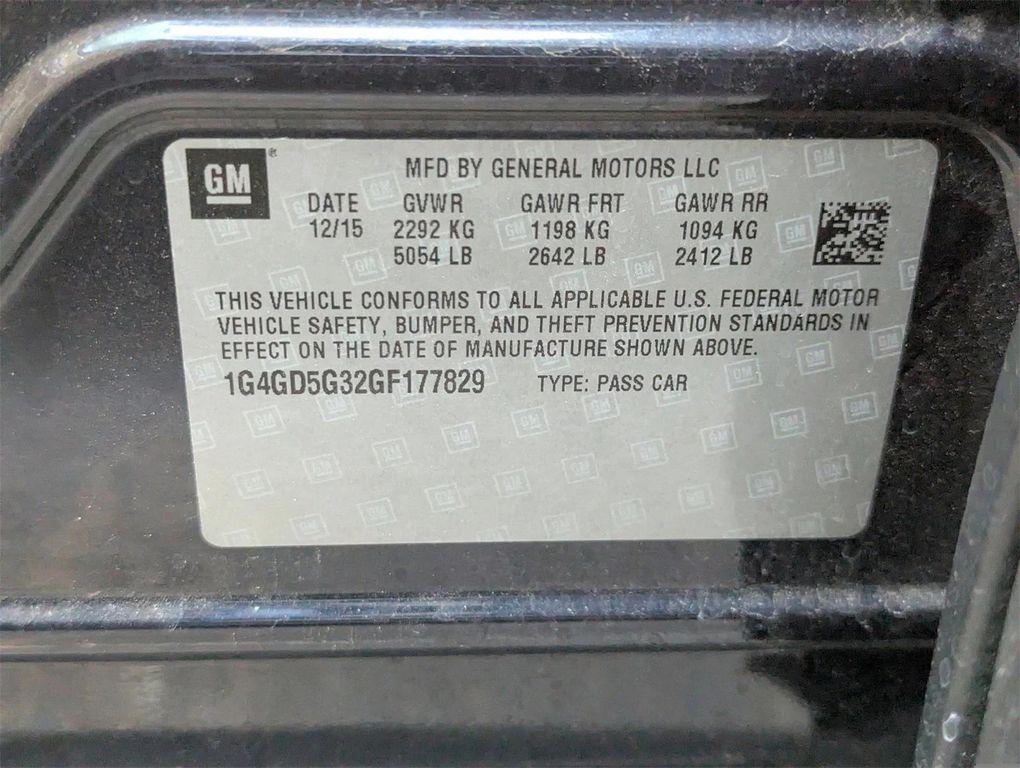 GM ®
MFD BY GENERAL MOTORS LLC
DATE GVWR GAWR FRT GAWR RR
12/15 2292 KG 1198 KG 1094 KG
5054 LB 2642 LB 2412 LB
THIS VEHICLE CONFORMS TO ALL APPLICABLE U.S. FEDERAL MOTOR
VEHICLE SAFETY, BUMPER, AND THEFT PREVENTION STANDARDS IN
EFFECT ON THE DATE OF MANUFACTURE SHOWN ABOVE.
1G4GD5G32GF177829 TYPE: PASS CAR